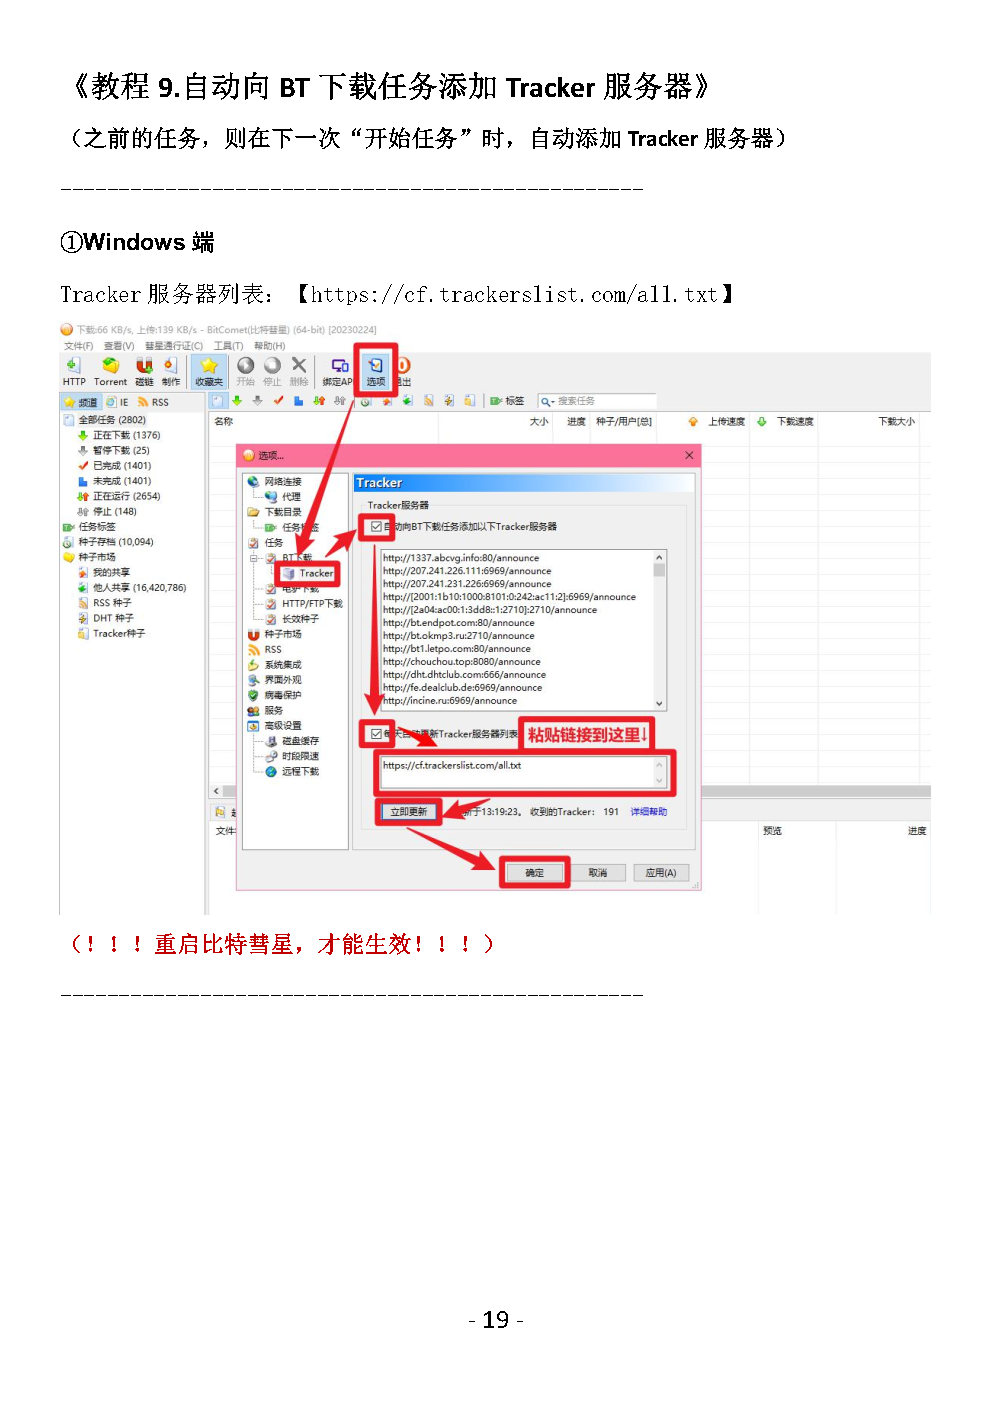 《教程 9.自动向 BT 下载任务添加 Tracker 服务器》
（之前的任务，则在下一次“开始任务”时，自动添加 Tracker 服务器）
--------------------------------------------------
①Windows 端
Tracker 服务器列表：【https://cf.trackerslist.com/all.txt】
下载:66 KB/s, 上传:139 KB/s - BitComet(比特彗星) (64-bit) [20230224]
文件(F) 查看(V) 彗星通行证(C) 工具(T) 帮助(H)
HTTP Torrent 磁链 制作 收藏夹 开始 停止 删除 绑定AP 选项 退出
频道 IE RSS 标签 搜索任务
名称 大小 进度 种子/用户[总] 上传速度 下载速度 下载大小
全部任务 (2802)
正在下载 (1376)
暂停下载 (25)
已完成 (1401)
未完成 (1401)
正在运行 (2654)
停止 (148)
任务标签
种子存档 (10,094)
种子市场
我的共享
他人共享 (16,420,786)
RSS 种子
DHT 种子
Tracker种子
选项...
网络连接
代理
下载目录
任务标签
任务
BT下载
Tracker
电驴下载
HTTP/FTP下载
长效种子
种子市场
RSS
系统集成
界面外观
病毒保护
服务
高级设置
磁盘缓存
时段限速
远程下载
Tracker
Tracker服务器
自动向BT下载任务添加以下Tracker服务器
http://1337.abcvg.info:80/announce
http://207.241.226.111:6969/announce
http://207.241.231.226:6969/announce
http://[2001:1b10:1000:8101:0:242:ac11:2]:6969/announce
http://[2a04:ac00:1:3dd8::1:2710]:2710/announce
http://bt.endpot.com:80/announce
http://bt.okmp3.ru:2710/announce
http://bt1.letpo.com:80/announce
http://chouchou.top:8080/announce
http://dht.dhtclub.com:666/announce
http://fe.dealclub.de:6969/announce
http://incine.ru:6969/announce
每天自动更新Tracker服务器列表 粘贴链接到这里↓
https://cf.trackerslist.com/all.txt
立即更新 新于13:19:23, 收到的Tracker: 191 详细帮助
确定 取消 应用(A)
文件 预览 进度
（！！！重启比特彗星，才能生效！！！）
--------------------------------------------------
- 19 -